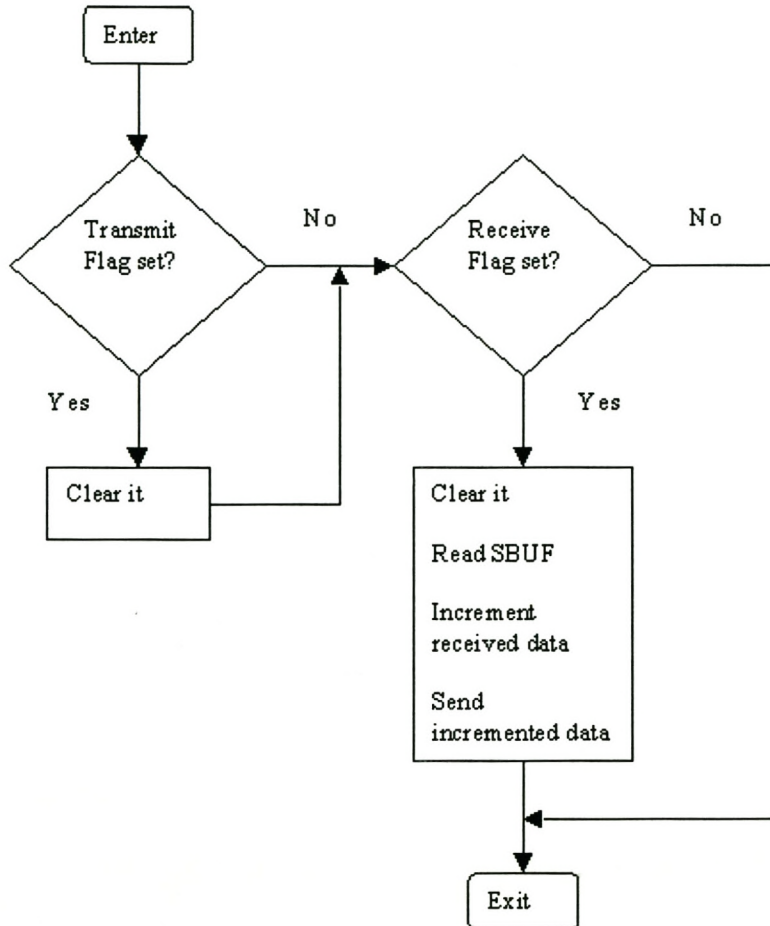 Enter
Transmit
Flag set?
No
Yes
Clear it
Receive
Flag set?
No
Yes
Clear it
Read SBUF
Increment
received data
Send
incremented data
Exit